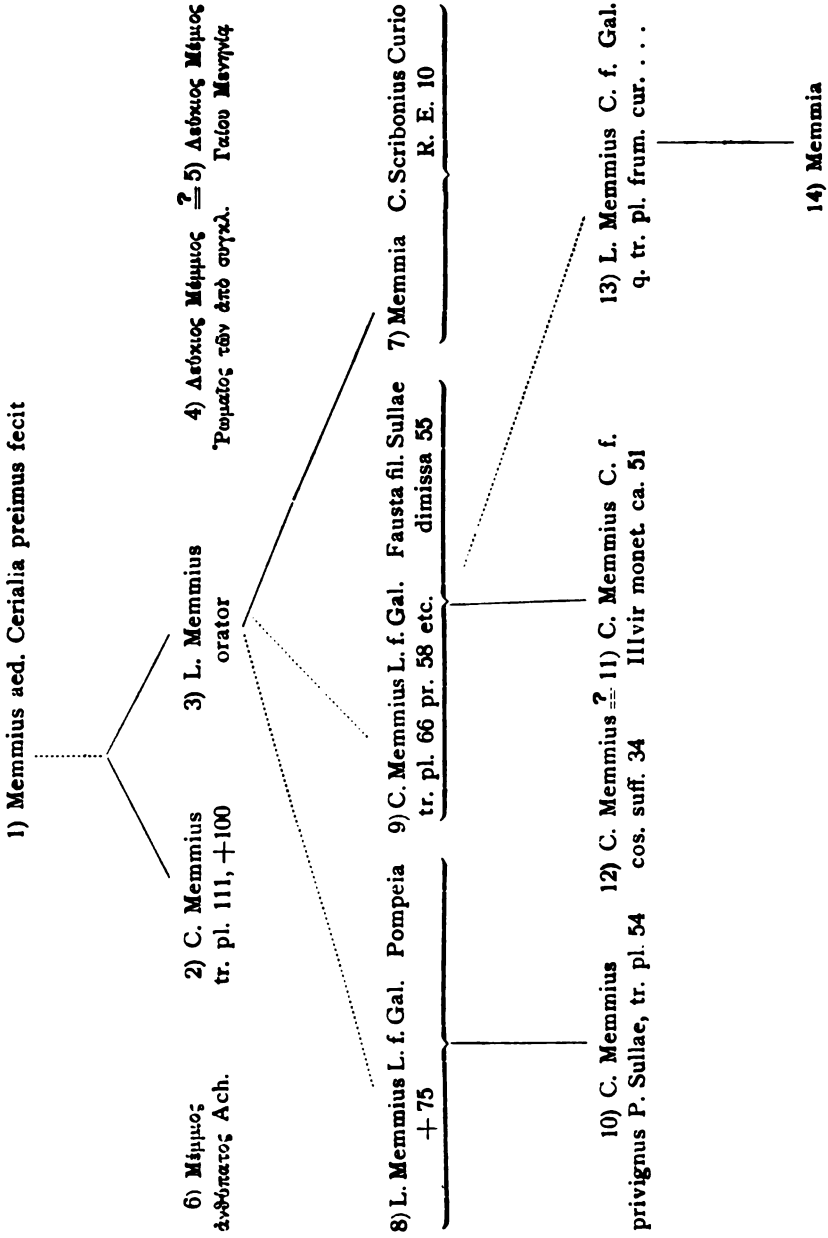 1) Memmius aed. Cerialia preimus fecit
6) Μέμμιος
ἀνθύπατος Ach.
2) C. Memmius
tr. pl. 111, +100
3) L. Memmius
orator
4) Λεύκιος Μέμμιος
Ῥωμαῖος τῶν ἀπὸ συγκλ.
?
=
5) Λεύκιος Μέμιος
Γαίου Μενηνίᾳ
8) L. Memmius L. f. Gal. Pompeia
+ 75
9) C. Memmius L. f. Gal. Fausta fil. Sullae
tr. pl. 66 pr. 58 etc. dimissa 55
7) Memmia C. Scribonius Curio
R. E. 10
10) C. Memmius
privignus P. Sullae, tr. pl. 54
12) C. Memmius ?= 11) C. Memmius C. f.
cos. suff. 34 IIIvir monet. ca. 51
13) L. Memmius C. f. Gal.
q. tr. pl. frum. cur. . . .
14) Memmia